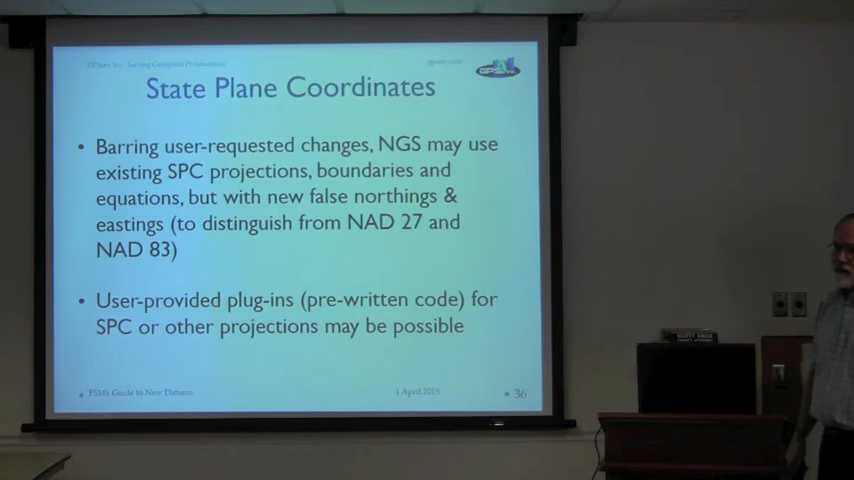 GPServ, Inc. Serving Geospatial Professionals
State Plane Coordinates
• Barring user-requested changes, NGS may use
existing SPC projections, boundaries and
equations, but with new false northings &
eastings (to distinguish from NAD 27 and
NAD 83)
• User-provided plug-ins (pre-written code) for
SPC or other projections may be possible
FSMS Guide to New Datums
1 April 2015
36